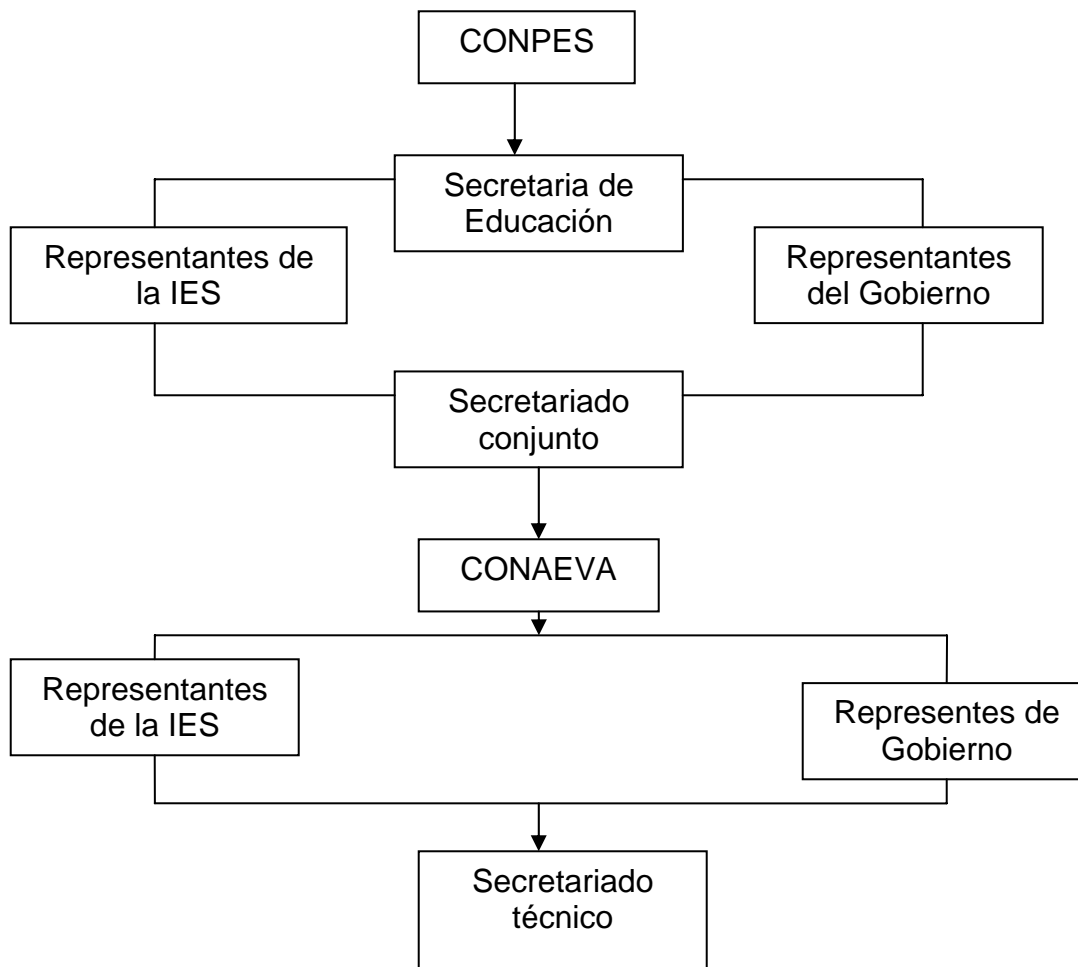 CONPES
Secretaria de
Educación
Representantes de
la IES
Representantes
del Gobierno
Secretariado
conjunto
CONAEVA
Representantes
de la IES
Representes de
Gobierno
Secretariado
técnico